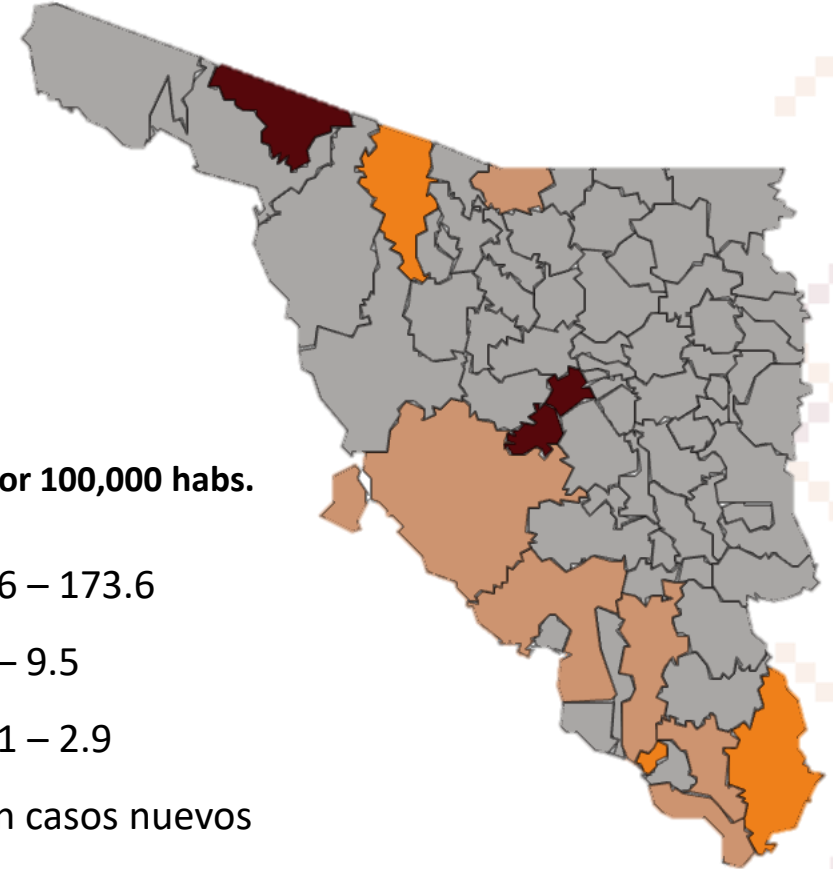 or 100,000 habs.
6 – 173.6
– 9.5
1 – 2.9
n casos nuevos